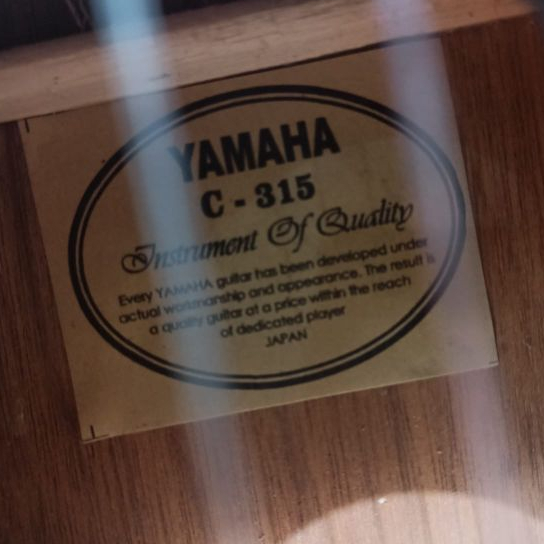 YAMAHA
C - 315
Instrument Of Quality
Every YAMAHA guitar has been developed under
actual workmanship and appearance. The result is
a quality guitar at a price within the reach
of dedicated player
JAPAN